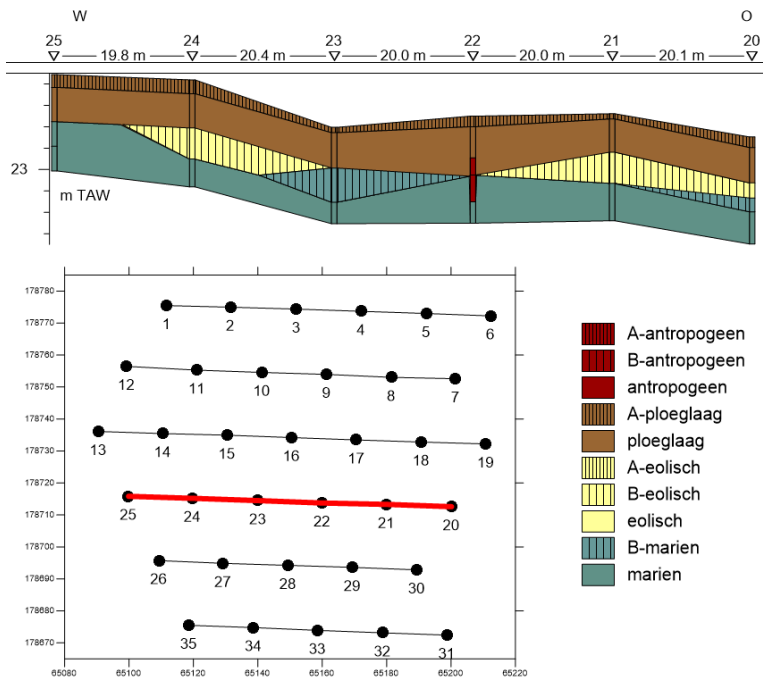 W O
25 24 23 22 21 20
19.8 m 20.4 m 20.0 m 20.0 m 20.1 m
23
m TAW
178780
1 2 3 4 5 6
178770
178760
12 11 10 9 8 7
178750
178740
13 14 15 16 17 18 19
178730
178720
25 24 23 22 21 20
178710
178700
26 27 28 29 30
178690
178680
35 34 33 32 31
178670
65080 65100 65120 65140 65160 65180 65200 65220
A-antropogeen
B-antropogeen
antropogeen
A-ploeglaag
ploeglaag
A-eolisch
B-eolisch
eolisch
B-marien
marien